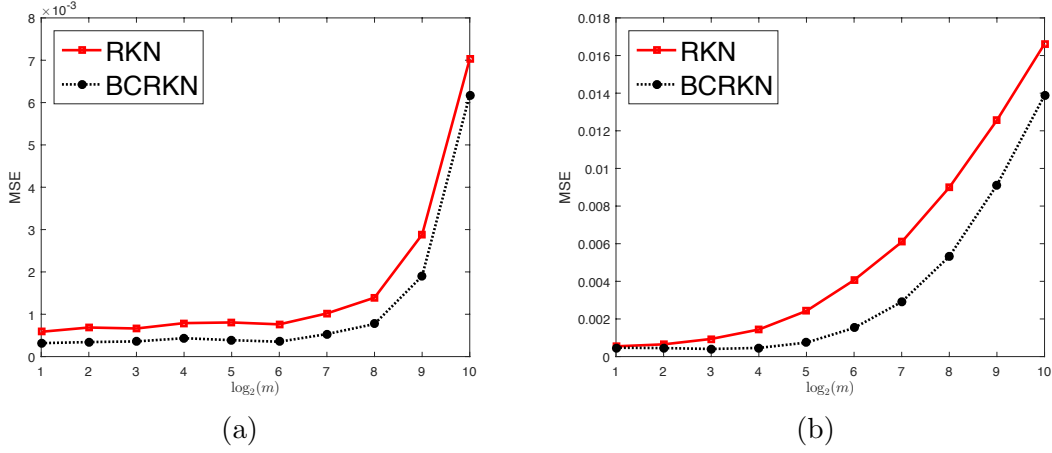 ×10⁻³
8
7
6
5
4
3
2
1
0
MSE
RKN
BCRKN
1 2 3 4 5 6 7 8 9 10
log₂(m)
(a)
0.018
0.016
0.014
0.012
0.01
0.008
0.006
0.004
0.002
0
MSE
RKN
BCRKN
1 2 3 4 5 6 7 8 9 10
log₂(m)
(b)